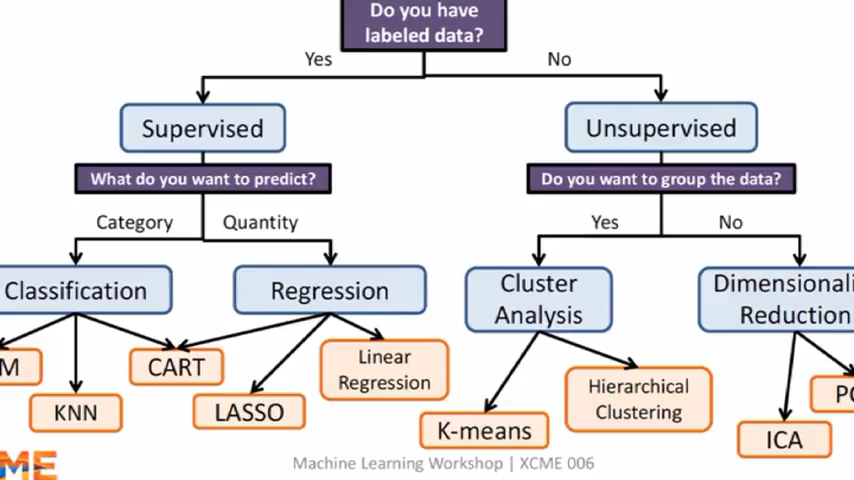 Do you have
labeled data?
Yes
No
Supervised
Unsupervised
What do you want to predict?
Do you want to group the data?
Category
Quantity
Yes
No
Classification
Regression
Cluster
Analysis
Dimensionali
Reduction
M
CART
Linear
Regression
KNN
LASSO
K-means
Hierarchical
Clustering
ICA
Machine Learning Workshop | XCME 006
ME